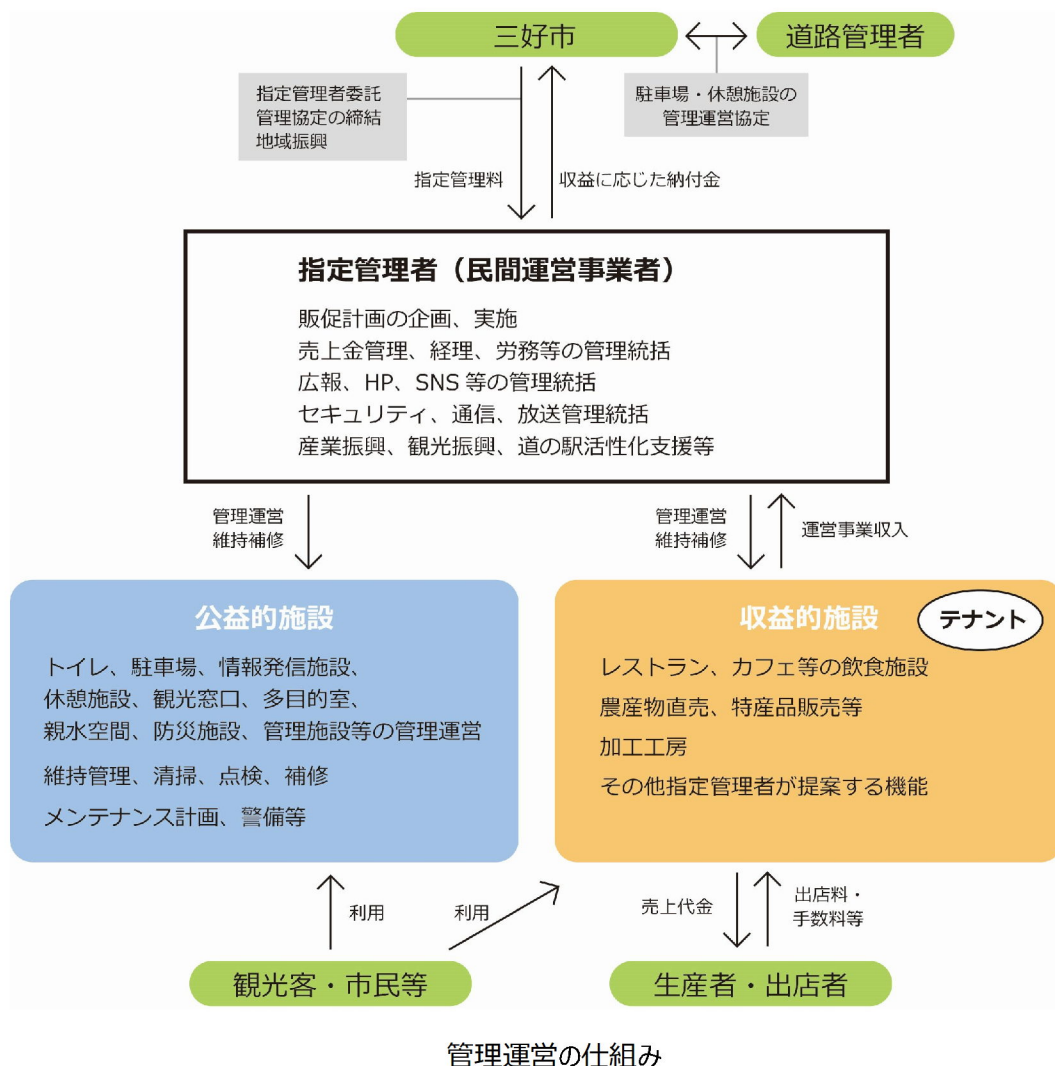 三好市
道路管理者
指定管理者委託
管理協定の締結
地域振興
駐車場・休憩施設の
管理運営協定
指定管理料
収益に応じた納付金
指定管理者（民間運営事業者）
販促計画の企画、実施
売上金管理、経理、労務等の管理統括
広報、HP、SNS 等の管理統括
セキュリティ、通信、放送管理統括
産業振興、観光振興、道の駅活性化支援等
管理運営
維持補修
管理運営
維持補修
運営事業収入
公益的施設
トイレ、駐車場、情報発信施設、
休憩施設、観光窓口、多目的室、
親水空間、防災施設、管理施設等の管理運営
維持管理、清掃、点検、補修
メンテナンス計画、警備等
収益的施設
テナント
レストラン、カフェ等の飲食施設
農産物直売、特産品販売等
加工工房
その他指定管理者が提案する機能
利用
利用
売上代金
出店料・
手数料等
観光客・市民等
生産者・出店者
管理運営の仕組み